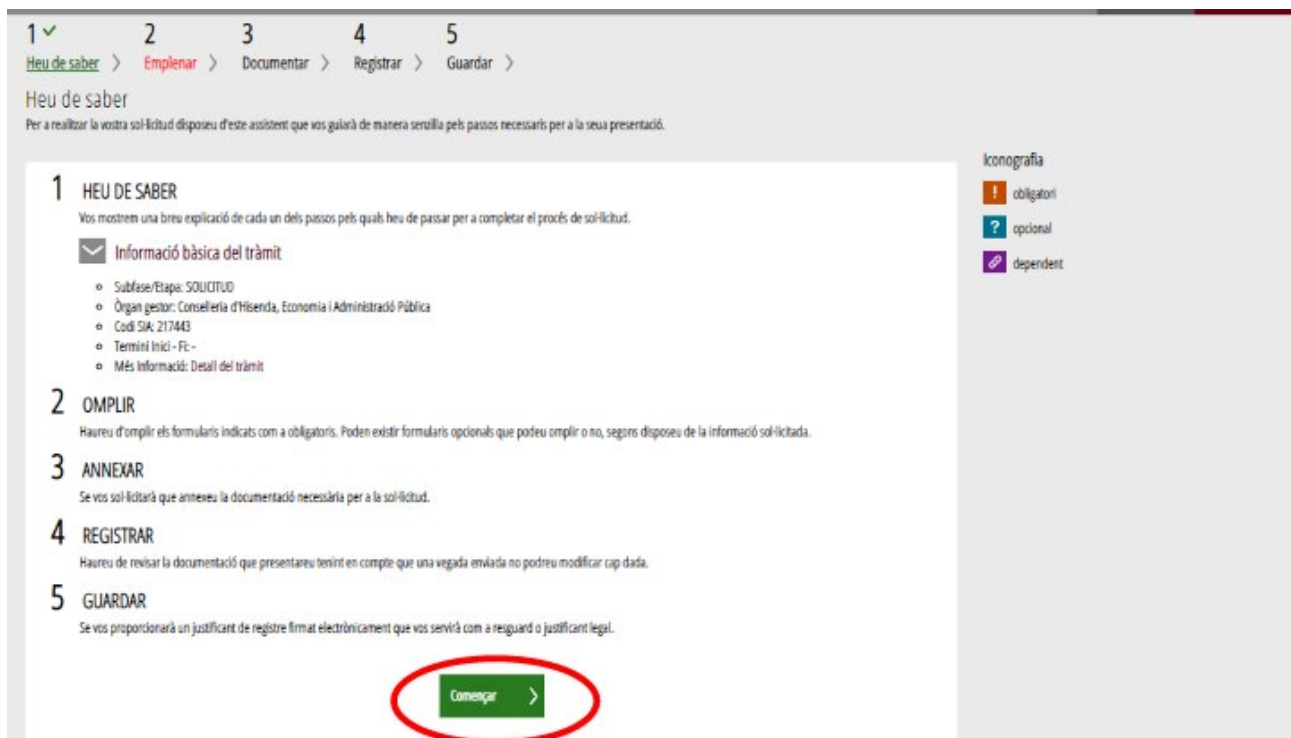 1 2 3 4 5
Heu de saber > Emplenar > Documentar > Registrar > Guardar >
Heu de saber
Per a realitzar la vostra sol·licitud disposeu d'este assistent que vos guiarà de manera senzilla pels passos necessaris per a la seua presentació.
Iconografia
! obligatori
? opcional
dependent
1 HEU DE SABER
Vos mostrem una breu explicació de cada un dels passos pels quals heu de passar per a completar el procés de sol·licitud.
Informació bàsica del tràmit
Subfase/Etapa: SOLICITUD
Òrgan gestor: Conselleria d'Hisenda, Economia i Administració Pública
Codi SIA: 217443
Termini Inici - Fi: -
Més Informació: Detall del tràmit
2 OMPLIR
Haureu d'omplir els formularis indicats com a obligatoris. Poden existir formularis opcionals que podeu omplir o no, segons disposeu de la informació sol·licitada.
3 ANNEXAR
Se vos sol·licitarà que annexeu la documentació necessària per a la sol·licitud.
4 REGISTRAR
Haureu de revisar la documentació que presentareu tenint en compte que una vegada enviada no podreu modificar cap dada.
5 GUARDAR
Se vos proporcionarà un justificant de registre firmat electrònicament que vos servirà com a resguard o justificant legal.
Començar >